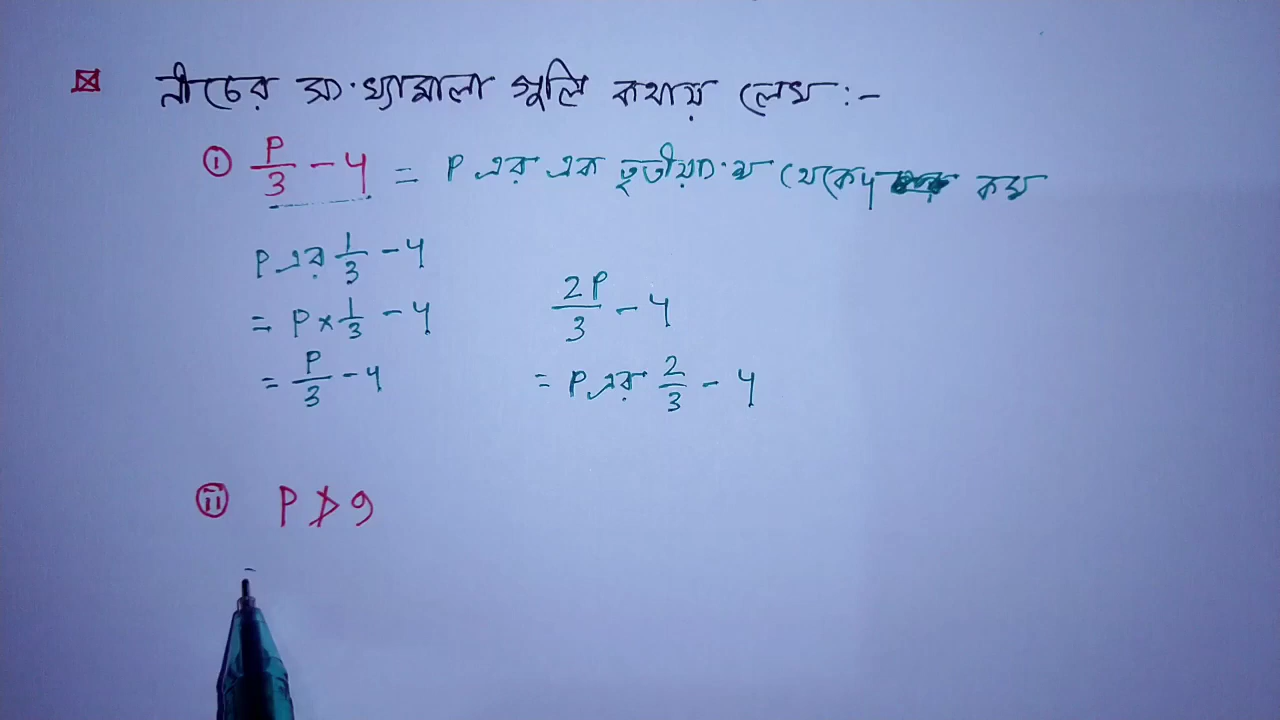 নীচের সংখ্যামালা গুলি কথায় লেখ :-
(i) P/3 - 4 = P এর এক তৃতীয়াংশ থেকে 4 কম
P এর 1/3 - 4
= P × 1/3 - 4
= P/3 - 4
2P/3 - 4
= P এর 2/3 - 4
(ii) P ≯ 9